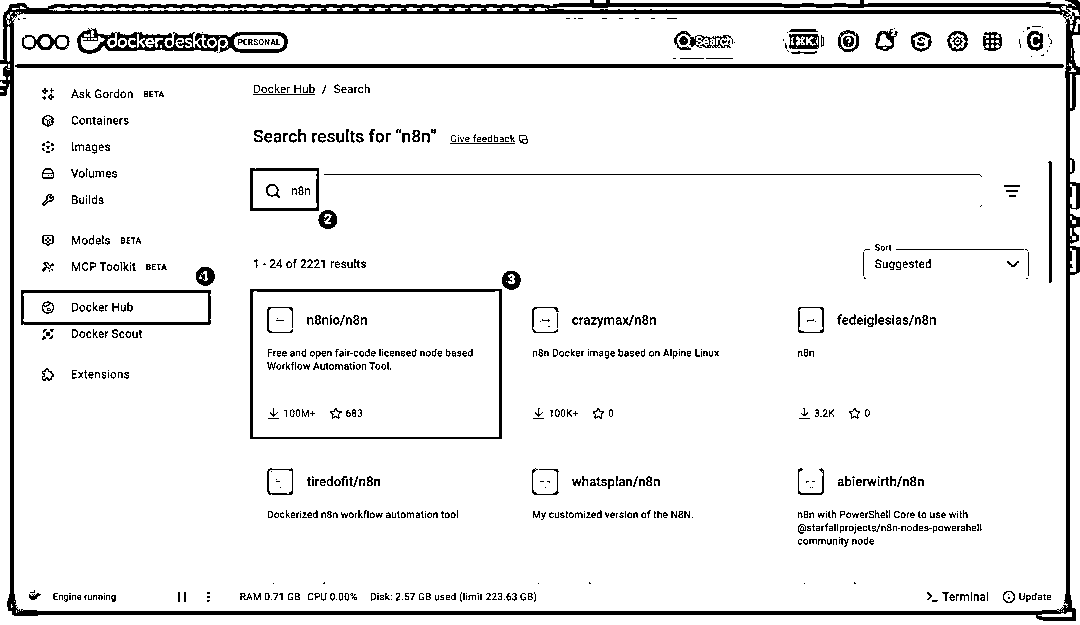 docker.desktop PERSONAL
Search
Ask Gordon BETA
Containers
Images
Volumes
Builds
Models BETA
MCP Toolkit BETA
1
Docker Hub
Docker Scout
Extensions
Docker Hub / Search
Search results for “n8n” Give feedback
n8n
2
1 - 24 of 2221 results
Sort
Suggested
3
n8nio/n8n
Free and open fair-code licensed node based
Workflow Automation Tool.
100M+ 683
crazymax/n8n
n8n Docker image based on Alpine Linux
100K+ 0
fedeiglesias/n8n
n8n
3.2K 0
tiredofit/n8n
Dockerized n8n workflow automation tool
whatsplan/n8n
My customized version of the N8N.
abierwirth/n8n
n8n with PowerShell Core to use with
@starfallprojects/n8n-nodes-powershell
community node
Engine running
RAM 0.71 GB CPU 0.00% Disk: 2.57 GB used (limit 223.63 GB)
Terminal
Update
C